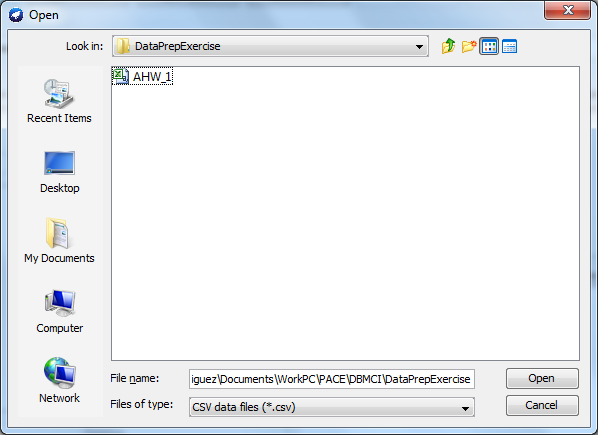 Open
Look in: DataPrepExercise
AHW_1
Recent Items
Desktop
My Documents
Computer
Network
File name: iguez\Documents\WorkPC\PACE\DBMCI\DataPrepExercise Open
Files of type: CSV data files (*.csv) Cancel